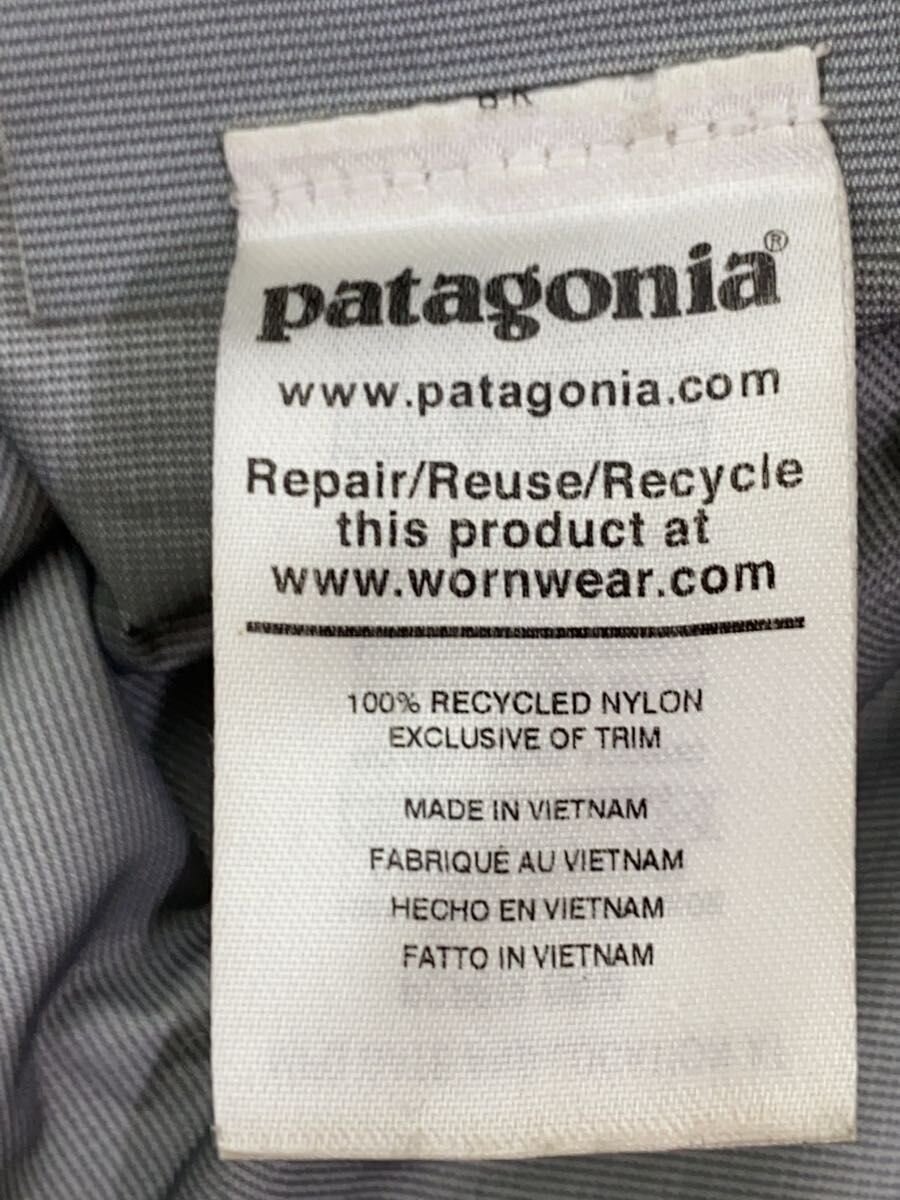 patagonia®
www.patagonia.com
Repair/Reuse/Recycle
this product at
www.wornwear.com
100% RECYCLED NYLON
EXCLUSIVE OF TRIM
MADE IN VIETNAM
FABRIQUÉ AU VIETNAM
HECHO EN VIETNAM
FATTO IN VIETNAM